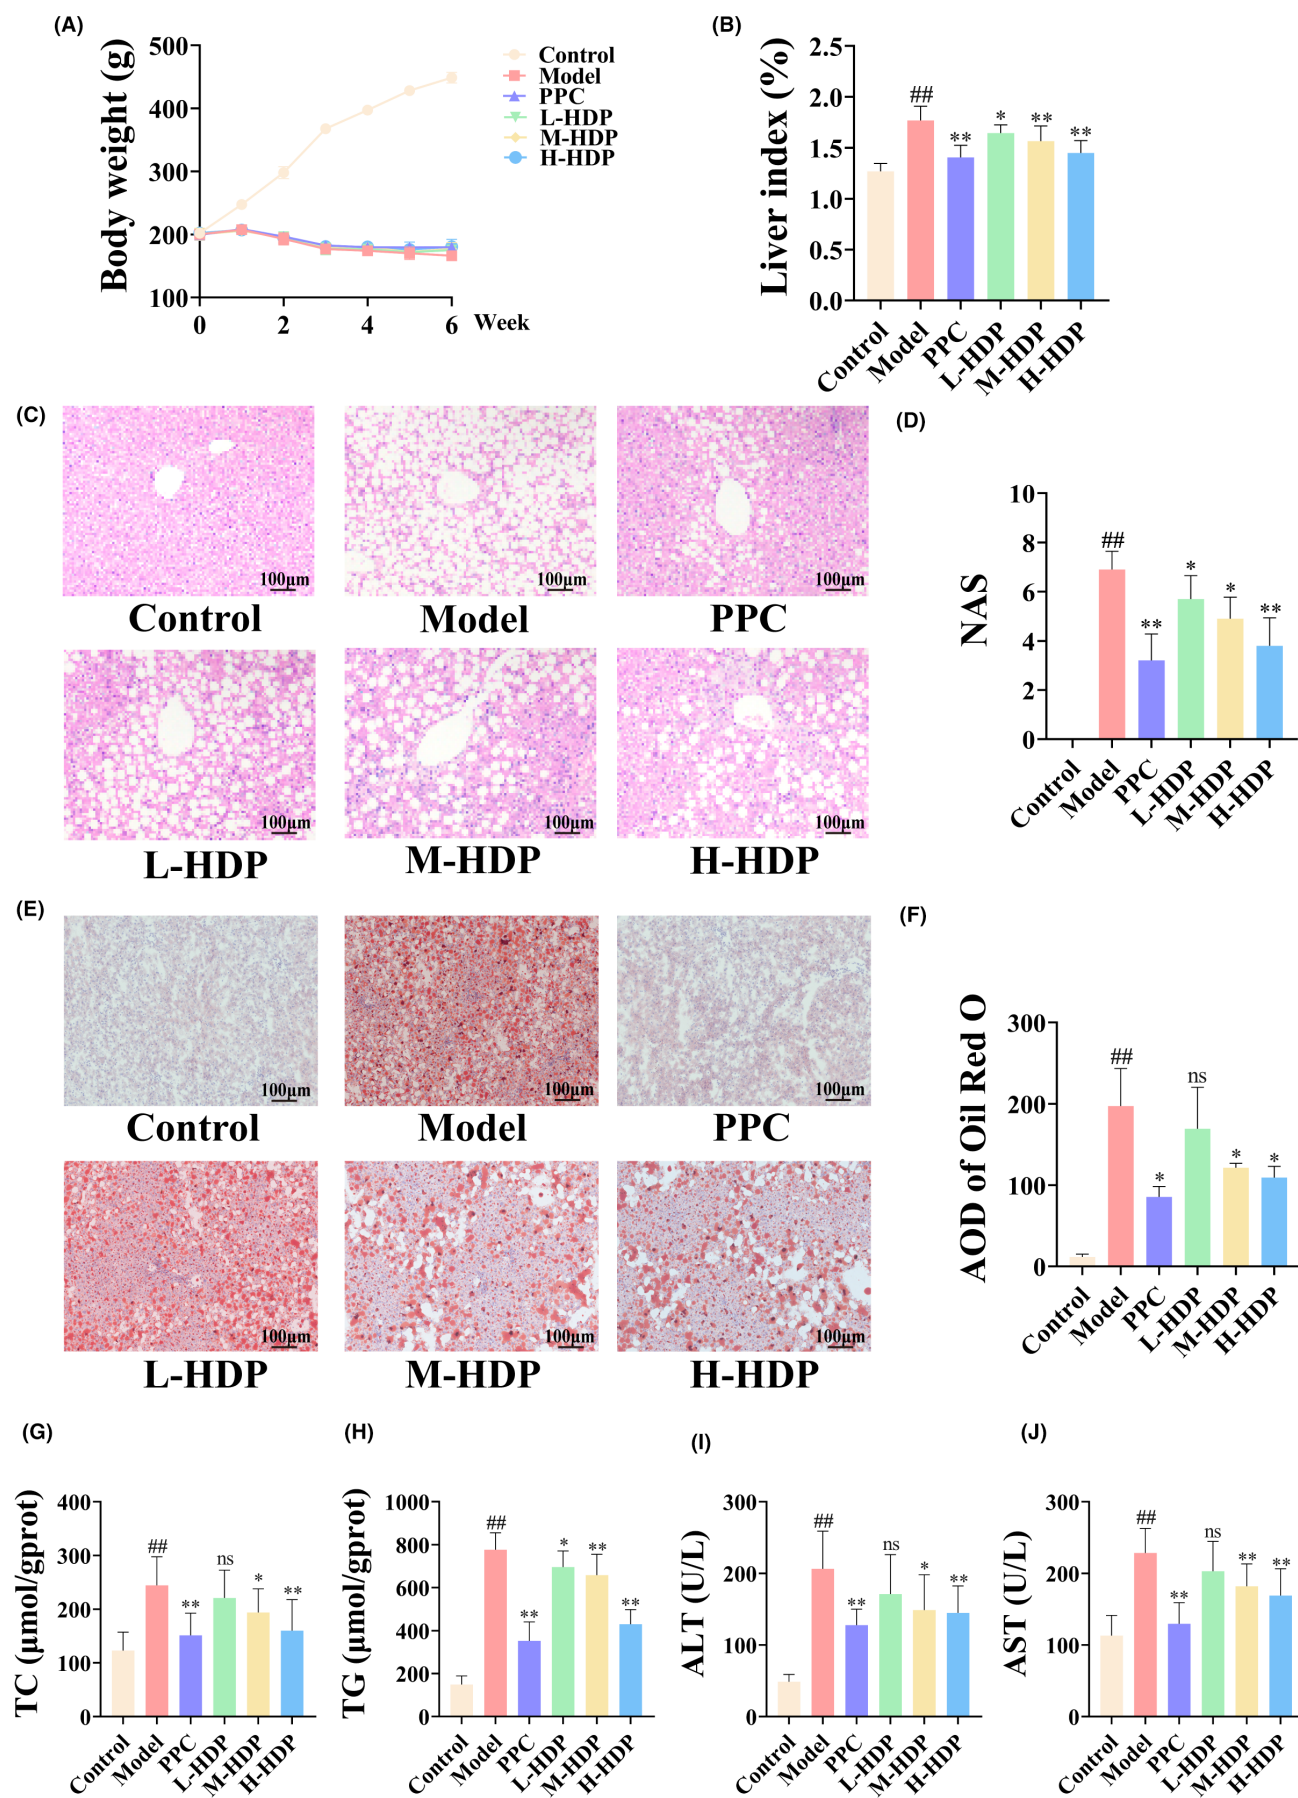 (A)
Body weight (g)
500
400
300
200
100
0
2
4
6
Week
Control
Model
PPC
L-HDP
M-HDP
H-HDP
(B)
Liver index (%)
2.5
2.0
1.5
1.0
0.5
0.0
##
**
*
**
**
Control
Model
PPC
L-HDP
M-HDP
H-HDP
(C)
100μm
100μm
100μm
Control
Model
PPC
100μm
100μm
100μm
L-HDP
M-HDP
H-HDP
(D)
NAS
10
8
6
4
2
0
##
**
*
*
**
Control
Model
PPC
L-HDP
M-HDP
H-HDP
(E)
100μm
100μm
100μm
Control
Model
PPC
100μm
100μm
100μm
L-HDP
M-HDP
H-HDP
(F)
AOD of Oil Red O
300
200
100
0
##
*
ns
*
*
Control
Model
PPC
L-HDP
M-HDP
H-HDP
(G)
TC (μmol/gprot)
400
300
200
100
0
##
**
ns
*
**
Control
Model
PPC
L-HDP
M-HDP
H-HDP
(H)
TG (μmol/gprot)
1000
800
600
400
200
0
##
**
*
**
**
Control
Model
PPC
L-HDP
M-HDP
H-HDP
(I)
ALT (U/L)
300
200
100
0
##
**
ns
*
**
Control
Model
PPC
L-HDP
M-HDP
H-HDP
(J)
AST (U/L)
300
200
100
0
##
**
ns
**
**
Control
Model
PPC
L-HDP
M-HDP
H-HDP